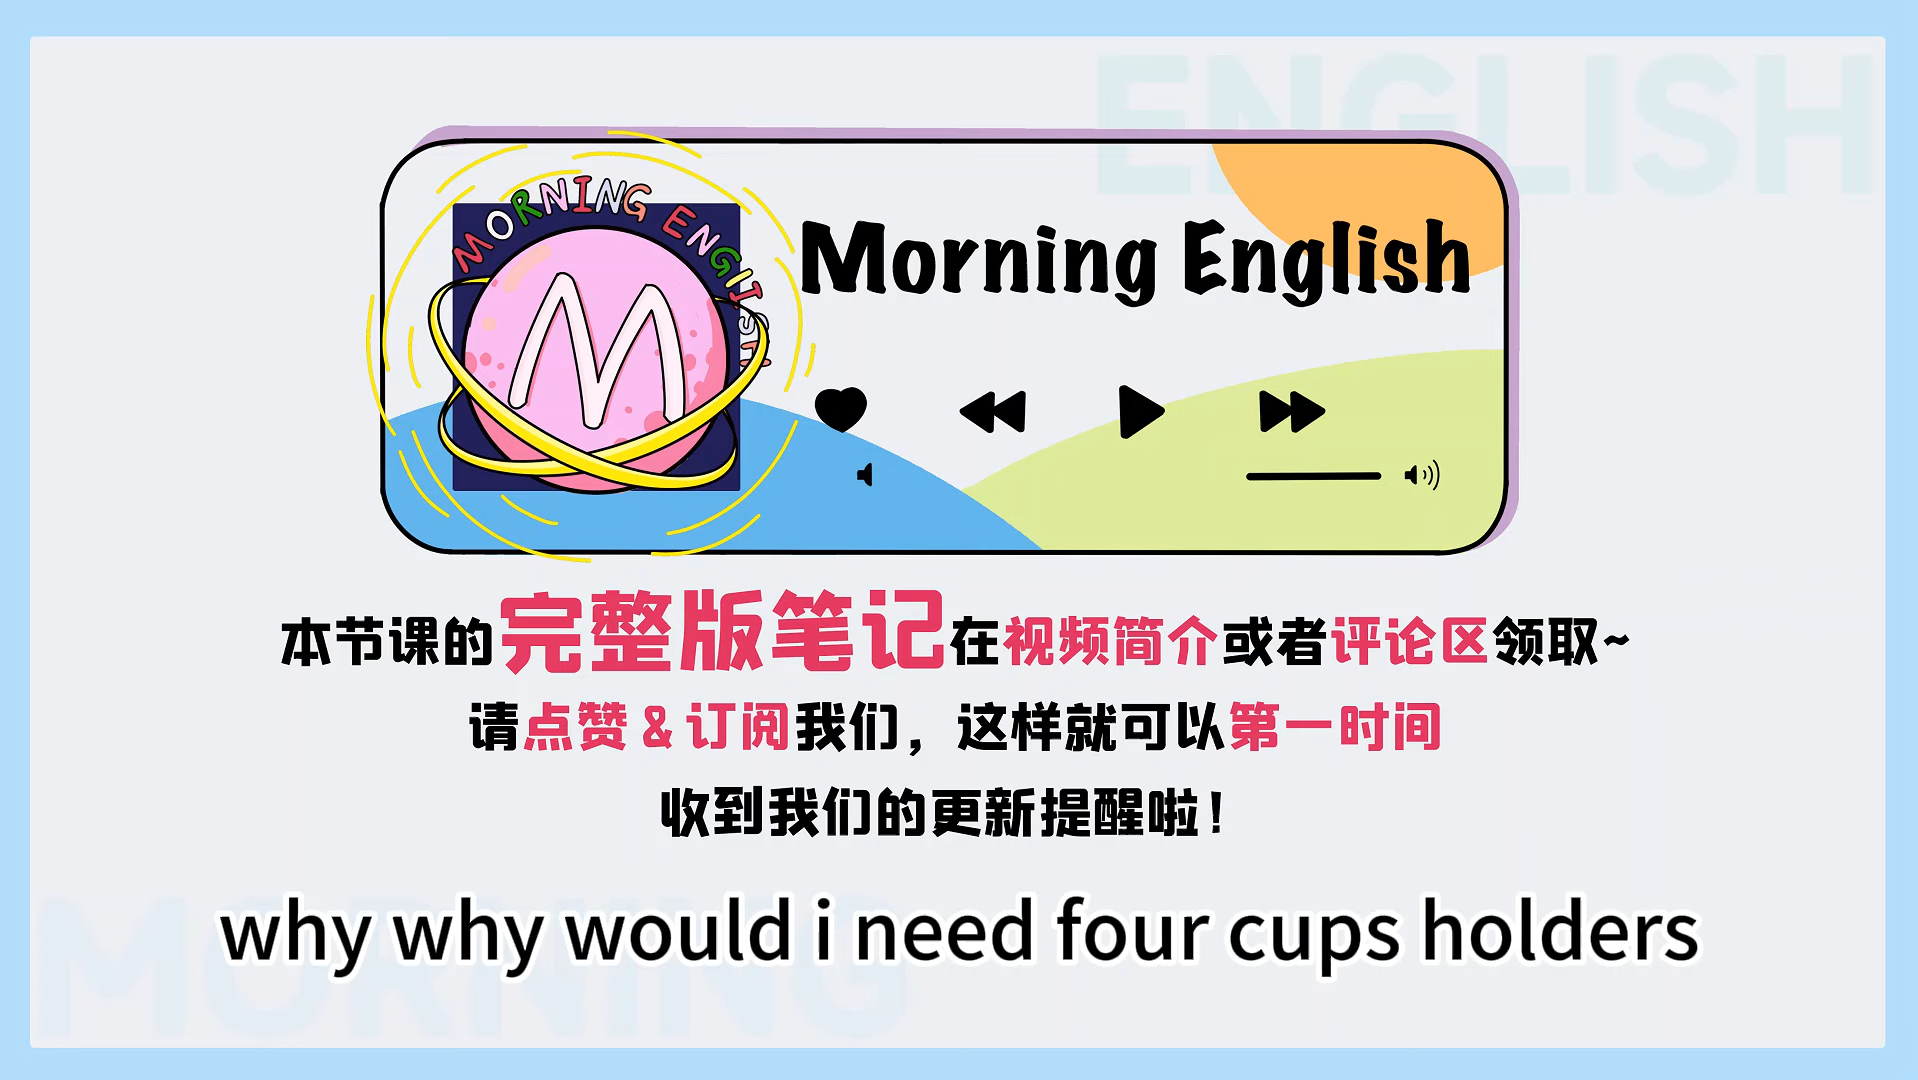 ENGLISH
MORNING ENGLISH
M
Morning English
本节课的完整版笔记在视频简介或者评论区领取~
请点赞&订阅我们，这样就可以第一时间
收到我们的更新提醒啦！
MORNING
why why would i need four cups holders